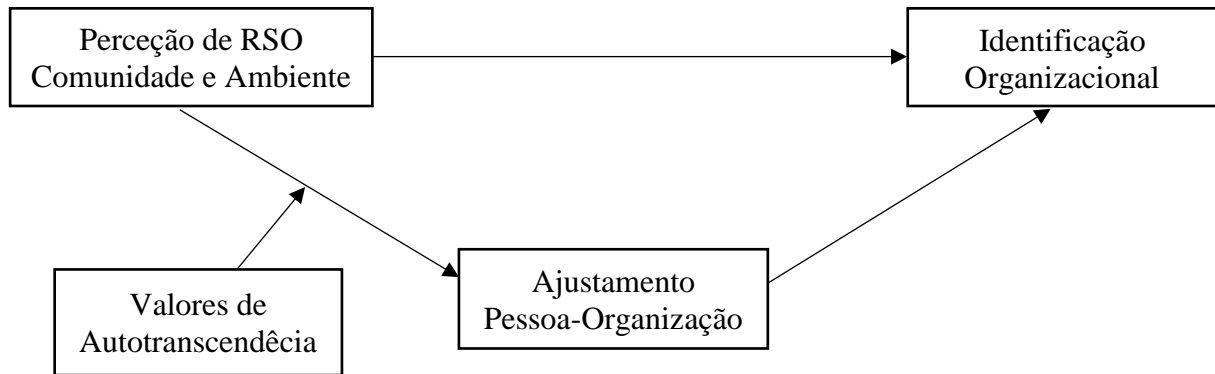 Perceção de RSO
Comunidade e Ambiente
Identificação
Organizacional
Ajustamento
Pessoa-Organização
Valores de
Autotranscendêcia